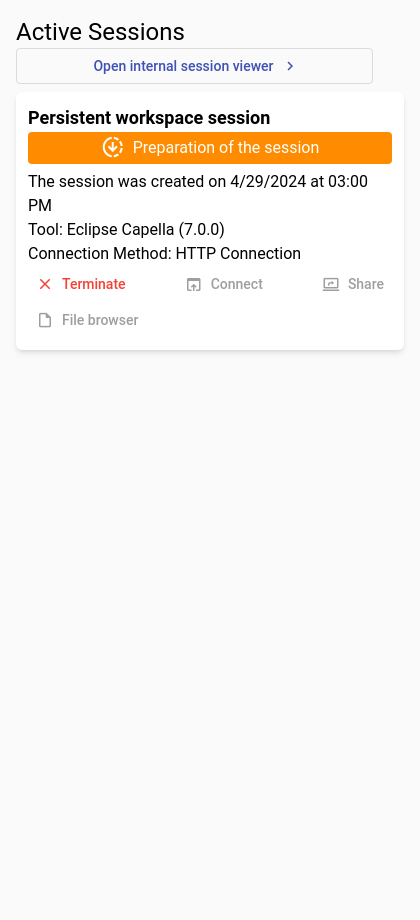 Active Sessions
Open internal session viewer
Persistent workspace session
Preparation of the session
The session was created on 4/29/2024 at 03:00
PM
Tool: Eclipse Capella (7.0.0)
Connection Method: HTTP Connection
Terminate Connect Share
File browser